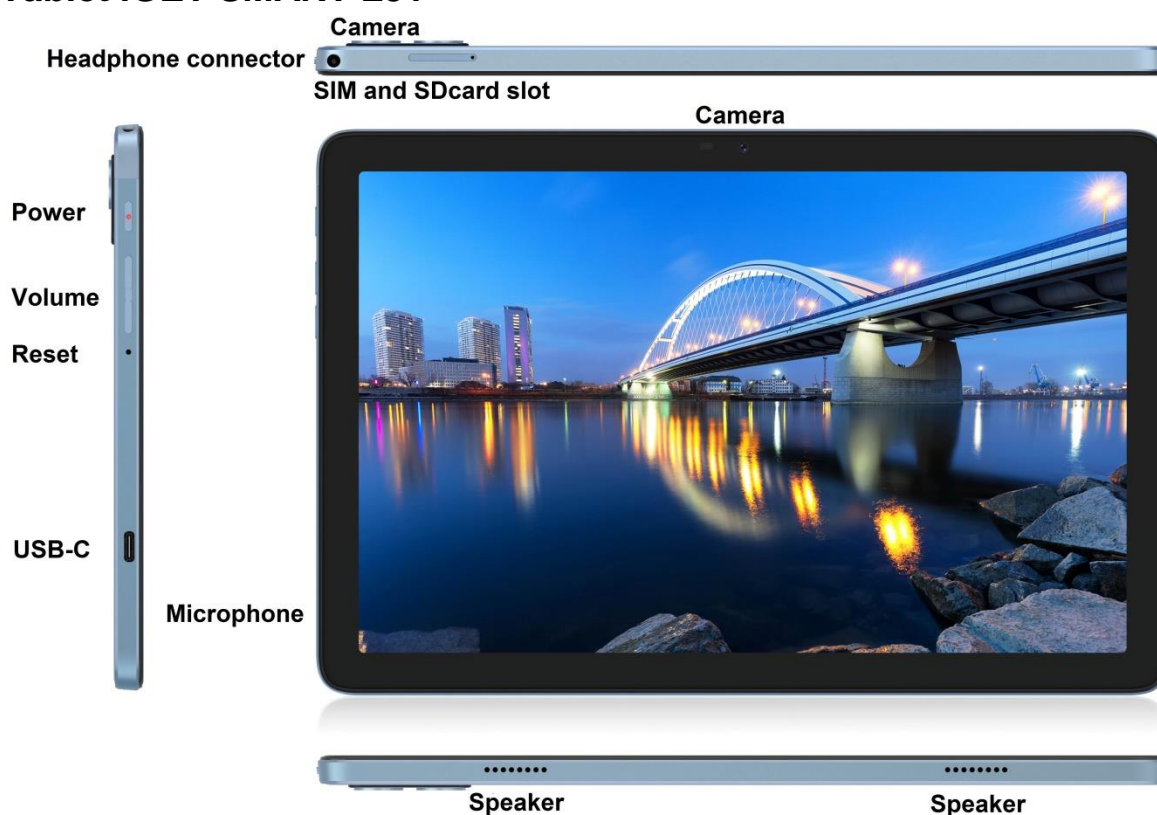 Camera
Headphone connector
SIM and SDcard slot
Camera
Power
Volume
Reset
USB-C
Microphone
Speaker
Speaker